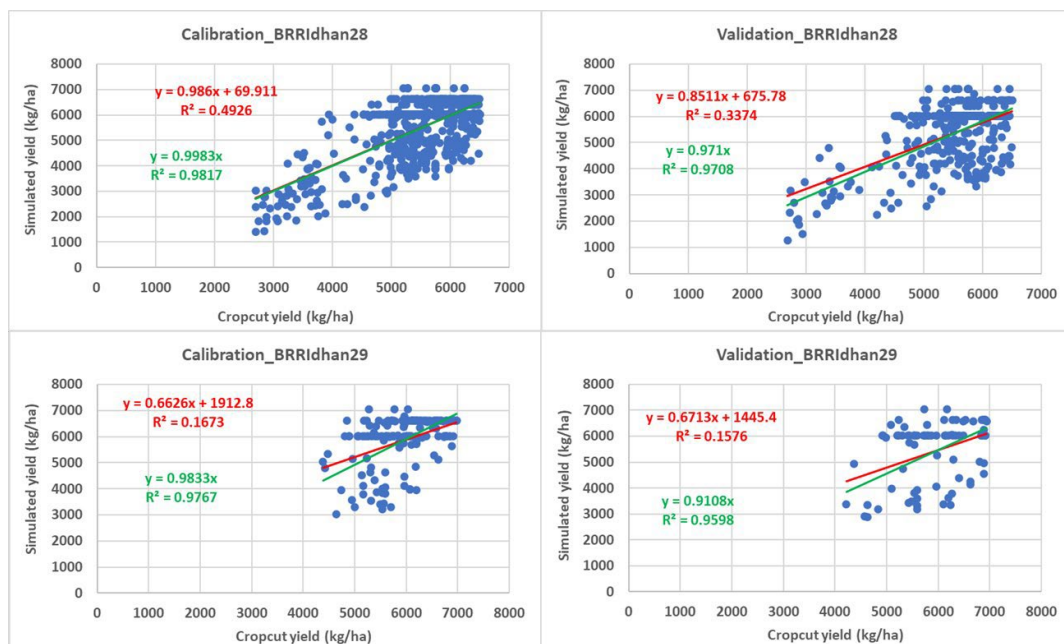 Calibration_BRRIdhan28
Simulated yield (kg/ha)
8000
7000
6000
5000
4000
3000
2000
1000
0
y = 0.986x + 69.911
R² = 0.4926
y = 0.9983x
R² = 0.9817
0 1000 2000 3000 4000 5000 6000 7000
Cropcut yield (kg/ha)
Validation_BRRIdhan28
Simulated yield (kg/ha)
8000
7000
6000
5000
4000
3000
2000
1000
0
y = 0.8511x + 675.78
R² = 0.3374
y = 0.971x
R² = 0.9708
0 1000 2000 3000 4000 5000 6000 7000
Cropcut yield (kg/ha)
Calibration_BRRIdhan29
Simulated yield (kg/ha)
8000
7000
6000
5000
4000
3000
2000
1000
0
y = 0.6626x + 1912.8
R² = 0.1673
y = 0.9833x
R² = 0.9767
0 1000 2000 3000 4000 5000 6000 7000 8000
Cropcut yield (kg/ha)
Validation_BRRIdhan29
Simulated yield (kg/ha)
8000
7000
6000
5000
4000
3000
2000
1000
0
y = 0.6713x + 1445.4
R² = 0.1576
y = 0.9108x
R² = 0.9598
0 1000 2000 3000 4000 5000 6000 7000 8000
Cropcut yield (kg/ha)